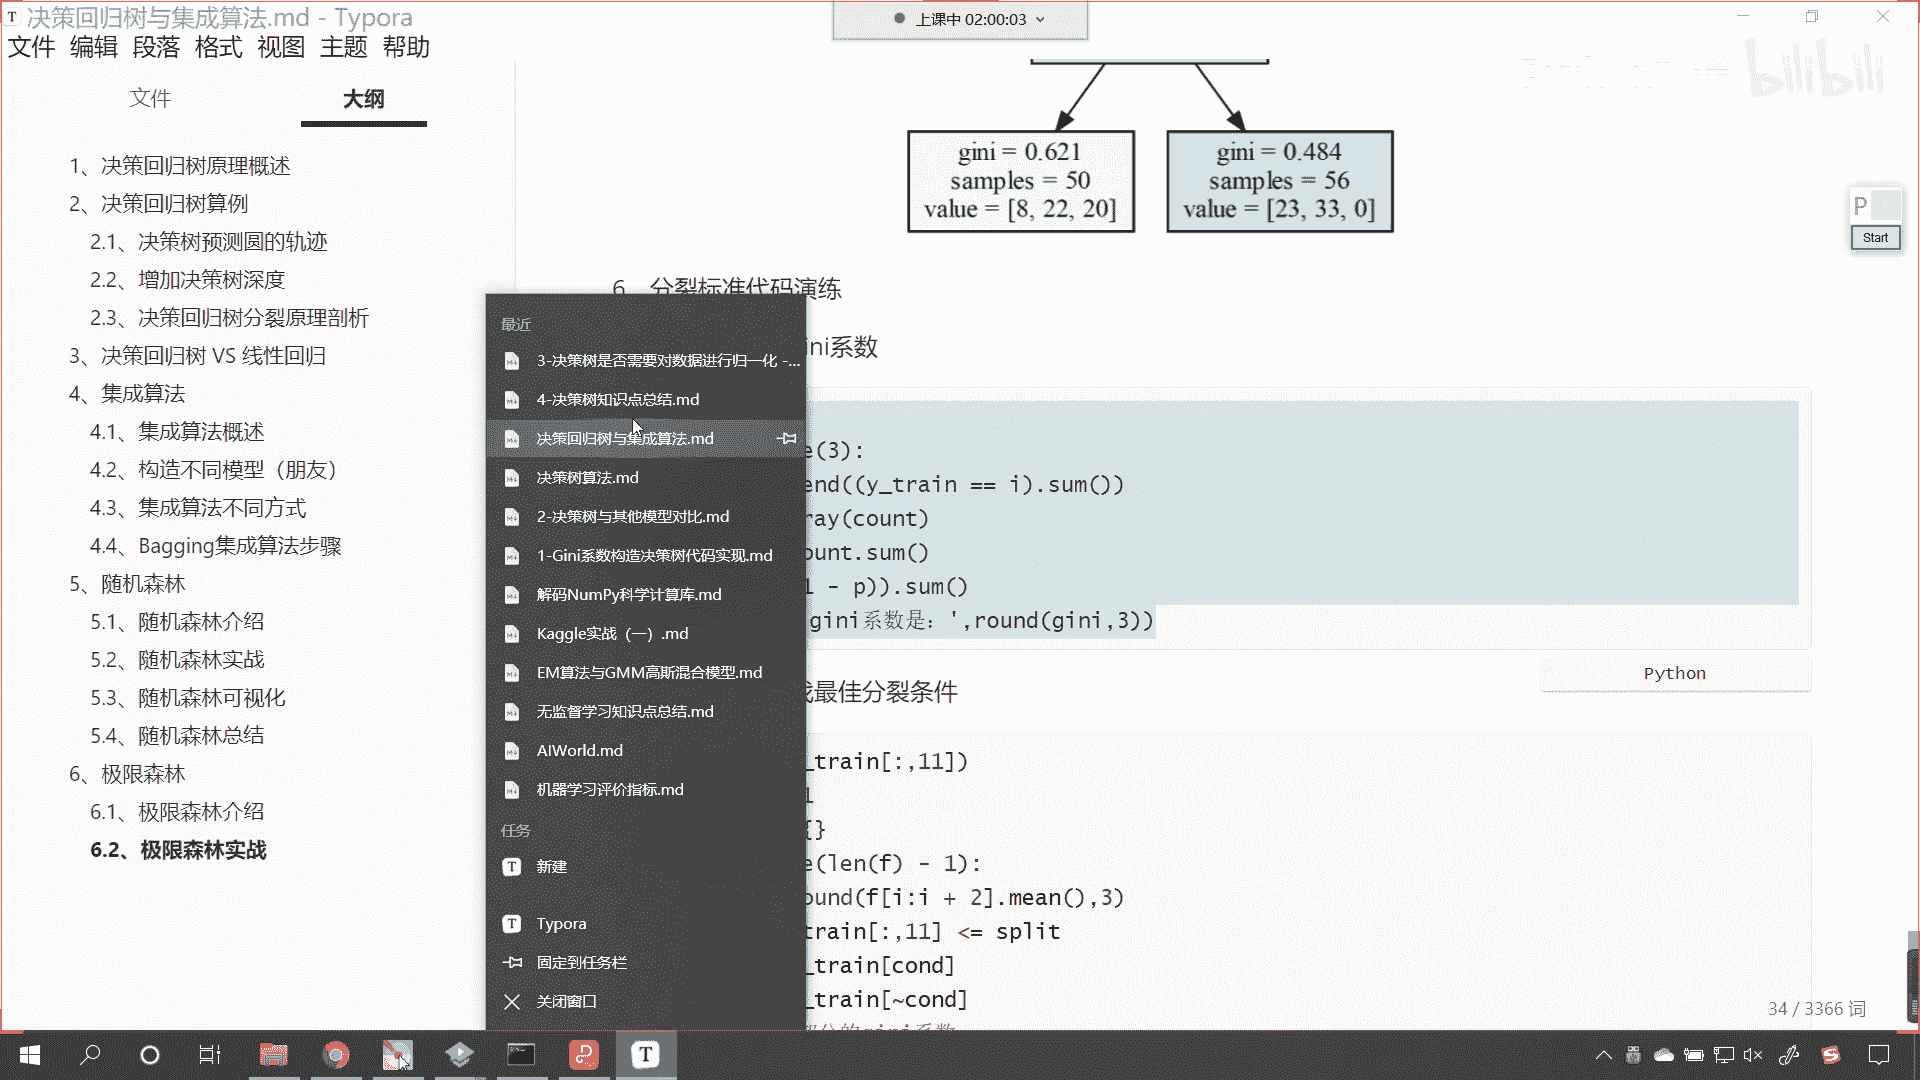 决策回归树与集成算法.md - Typora
上课中 02:00:03
文件 编辑 段落 格式 视图 主题 帮助
bilibili
文件 大纲
1、决策回归树原理概述
2、决策回归树算例
2.1、决策树预测圆的轨迹
2.2、增加决策树深度
2.3、决策回归树分裂原理剖析
3、决策回归树 VS 线性回归
4、集成算法
4.1、集成算法概述
4.2、构造不同模型（朋友）
4.3、集成算法不同方式
4.4、Bagging集成算法步骤
5、随机森林
5.1、随机森林介绍
5.2、随机森林实战
5.3、随机森林可视化
5.4、随机森林总结
6、极限森林
6.1、极限森林介绍
6.2、极限森林实战
gini = 0.621
samples = 50
value = [8, 22, 20]
gini = 0.484
samples = 56
value = [23, 33, 0]
P
Start
6、分裂标准代码演练
ini系数
e(3):
end((y_train == i).sum())
ray(count)
ount.sum()
1 - p)).sum()
gini系数是：',round(gini,3))
Python
最佳分裂条件
_train[:,11])
1
{}
e(len(f) - 1):
ound(f[i:i + 2].mean(),3)
train[:,11] <= split
_train[cond]
_train[~cond]
34 / 3366 词
最近
3-决策树是否需要对数据进行归一化 -...
4-决策树知识点总结.md
决策回归树与集成算法.md
决策树算法.md
2-决策树与其他模型对比.md
1-Gini系数构造决策树代码实现.md
解码NumPy科学计算库.md
Kaggle实战（一）.md
EM算法与GMM高斯混合模型.md
无监督学习知识点总结.md
AIWorld.md
机器学习评价指标.md
任务
新建
Typora
固定到任务栏
关闭窗口